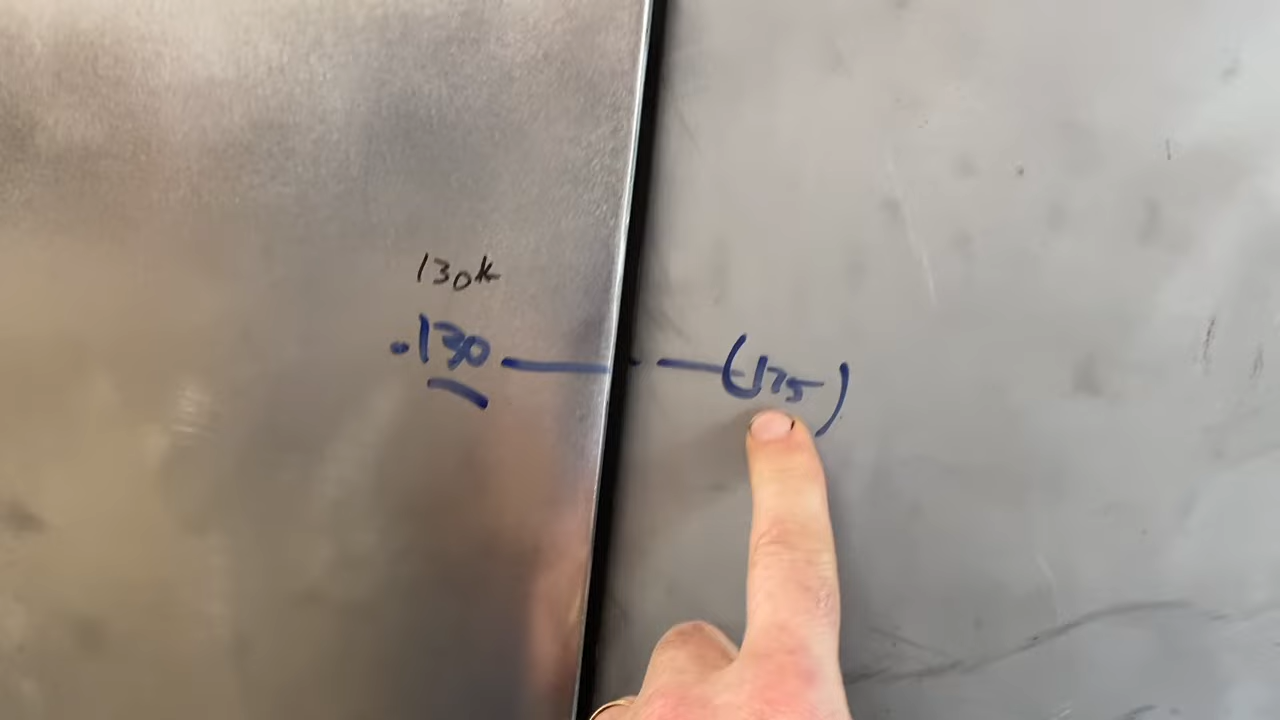 130k
.130 — — (175)